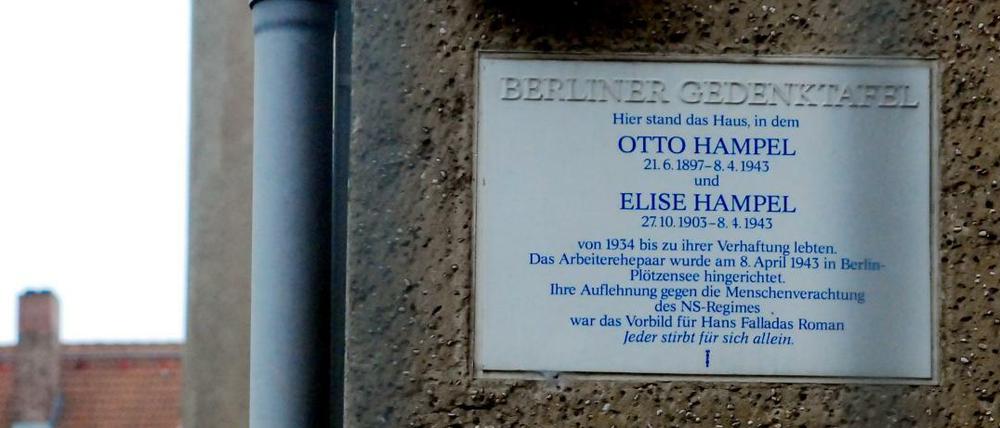 BERLINER GEDENKTAFEL
Hier stand das Haus, in dem
OTTO HAMPEL
21. 6. 1897–8. 4. 1943
und
ELISE HAMPEL
27. 10. 1903–8. 4. 1943
von 1934 bis zu ihrer Verhaftung lebten.
Das Arbeiterehepaar wurde am 8. April 1943 in Berlin-
Plötzensee hingerichtet.
Ihre Auflehnung gegen die Menschenverachtung
des NS-Regimes
war das Vorbild für Hans Falladas Roman
Jeder stirbt für sich allein.